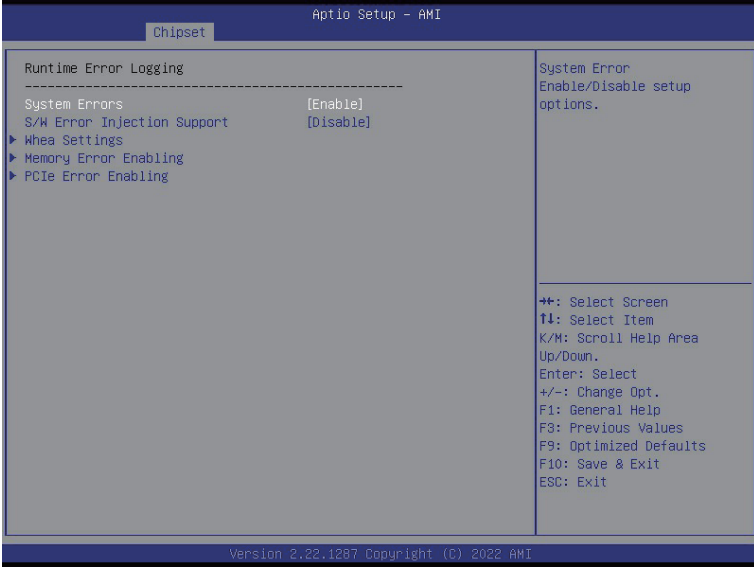 Aptio Setup - AMI
Chipset
Runtime Error Logging
------------------------------------------------
System Errors [Enable]
S/W Error Injection Support [Disable]
▶ Whea Settings
▶ Memory Error Enabling
▶ PCIe Error Enabling
System Error
Enable/Disable setup
options.
→←: Select Screen
↑↓: Select Item
K/M: Scroll Help Area
Up/Down.
Enter: Select
+/-: Change Opt.
F1: General Help
F3: Previous Values
F9: Optimized Defaults
F10: Save & Exit
ESC: Exit
Version 2.22.1287 Copyright (C) 2022 AMI